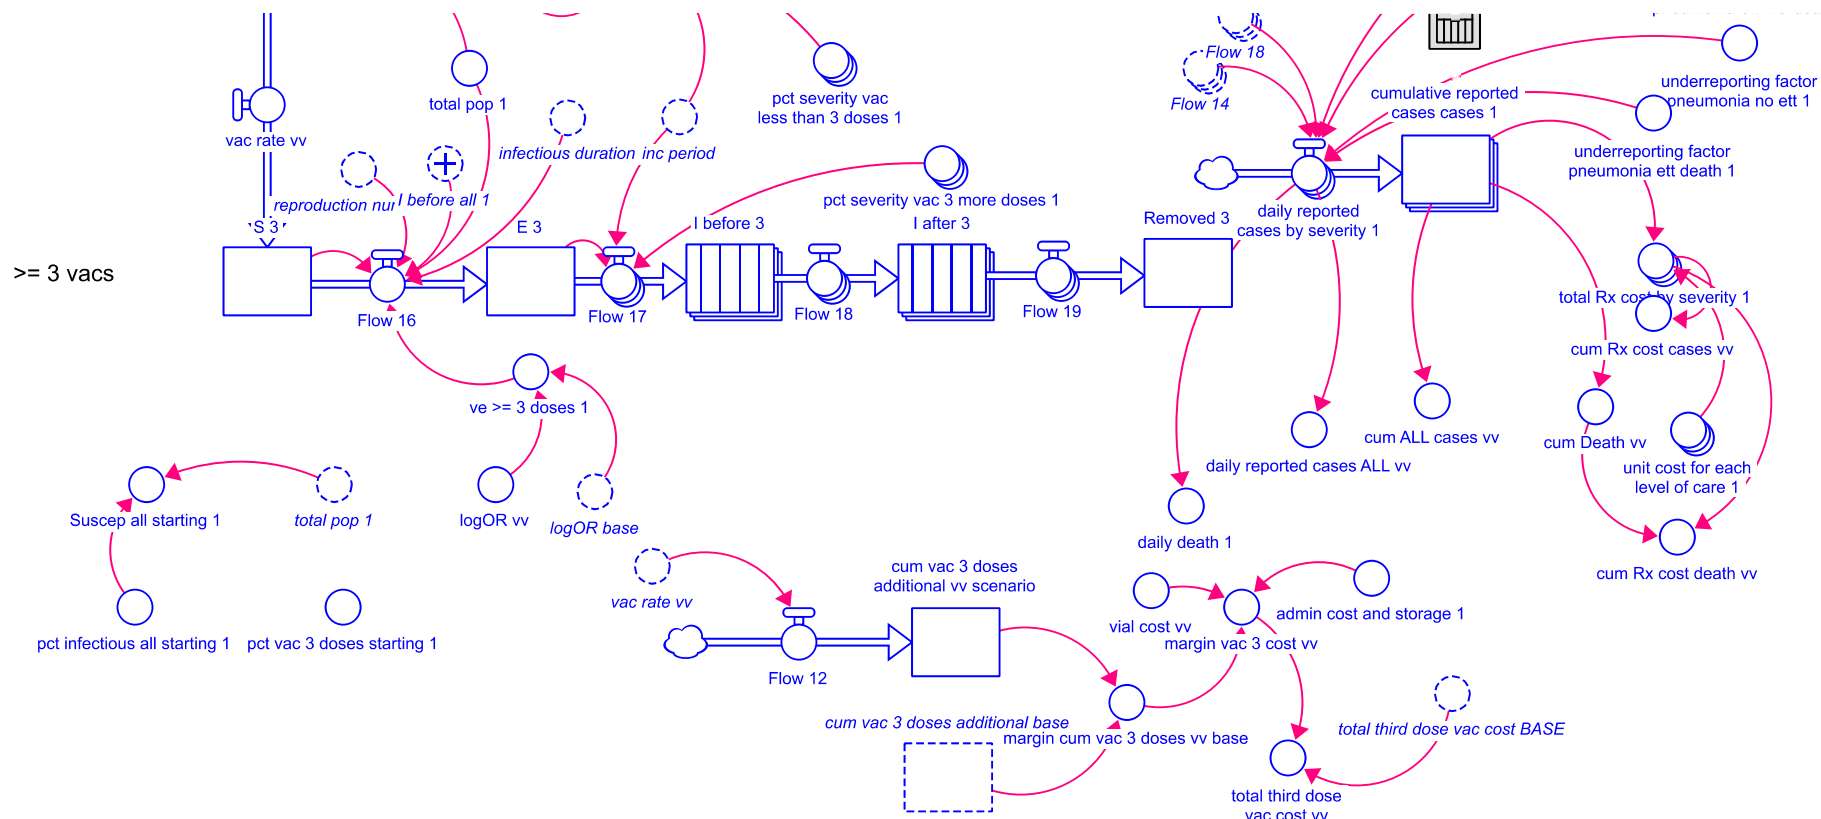 Flow 18
Flow 14
underreporting factor
pneumonia no ett 1
cumulative reported
cases cases 1
total pop 1
pct severity vac
less than 3 doses 1
vac rate vv
infectious duration
inc period
underreporting factor
pneumonia ett death 1
reproduction
I before all 1
pct severity vac 3 more doses 1
S 3
E 3
I before 3
I after 3
Removed 3
daily reported
cases by severity 1
>= 3 vacs
Flow 16
Flow 17
Flow 18
Flow 19
total Rx cost by severity 1
cum Rx cost cases vv
ve >= 3 doses 1
cum ALL cases vv
cum Death vv
daily reported cases ALL vv
unit cost for each
level of care 1
Suscep all starting 1
total pop 1
logOR vv
logOR base
daily death 1
cum Rx cost death vv
cum vac 3 doses
additional vv scenario
vac rate vv
vial cost vv
admin cost and storage 1
pct infectious all starting 1
pct vac 3 doses starting 1
margin vac 3 cost vv
Flow 12
cum vac 3 doses additional base
margin cum vac 3 doses vv base
total third dose vac cost BASE
total third dose
vac cost vv